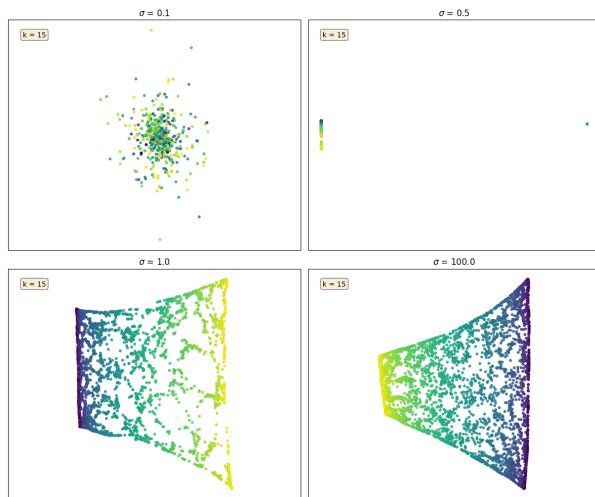 σ = 0.1
k = 15
σ = 0.5
k = 15
σ = 1.0
k = 15
σ = 100.0
k = 15